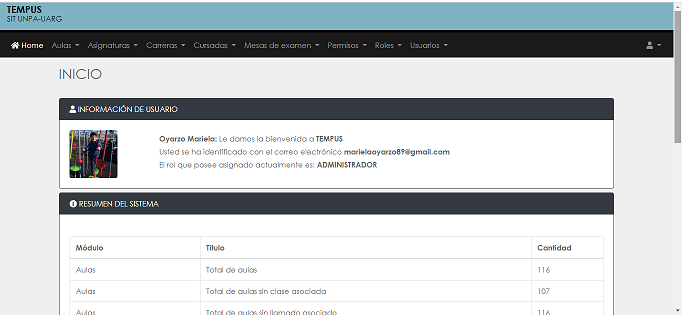 TEMPUS
SIT UNPA-UARG
Home Aulas Asignaturas Carreras Cursadas Mesas de examen Permisos Roles Usuarios
INICIO
INFORMACIÓN DE USUARIO
Oyarzo Mariela: Le damos la bienvenida a TEMPUS
Usted se ha identificado con el correo electrónico marielaoyarzo89@gmail.com
El rol que posee asignado actualmente es: ADMINISTRADOR
RESUMEN DEL SISTEMA
Módulo Titulo Cantidad
Aulas Total de aulas 116
Aulas Total de aulas sin clase asociada 107
Aulas Total de aulas sin llamado asociado 116